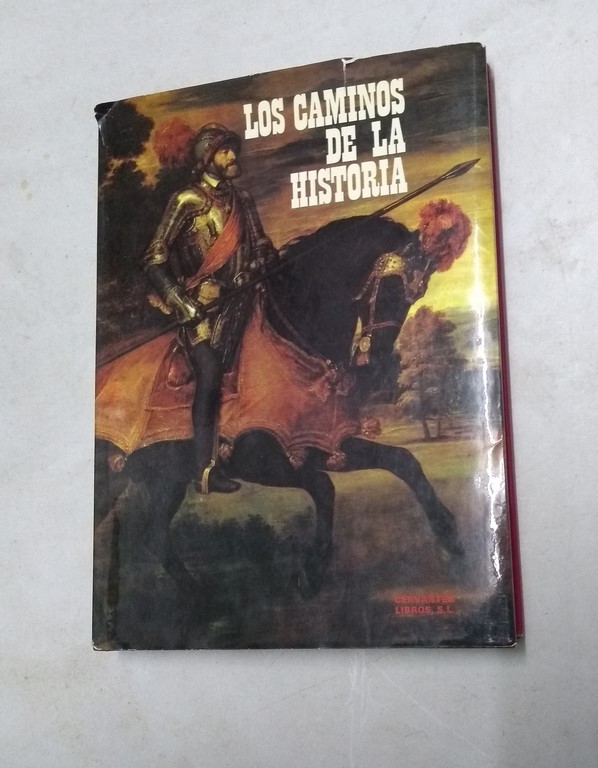 LOS CAMINOS
DE LA
HISTORIA
CERVANTES
LIBROS, S.L.